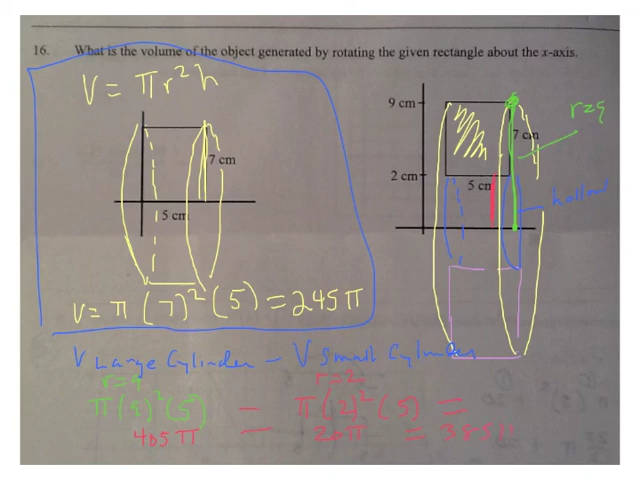 16. What is the volume of the object generated by rotating the given rectangle about the x-axis.
V = πr²h
7 cm
5 cm
V = π (7)² (5) = 245π
9 cm
r=9
7 cm
2 cm
5 cm
hollow
V Large Cylinder - V Small Cylinder
r=9 r=2
π(9)²(5) - π(2)²(5) =
405π - 20π = 385π